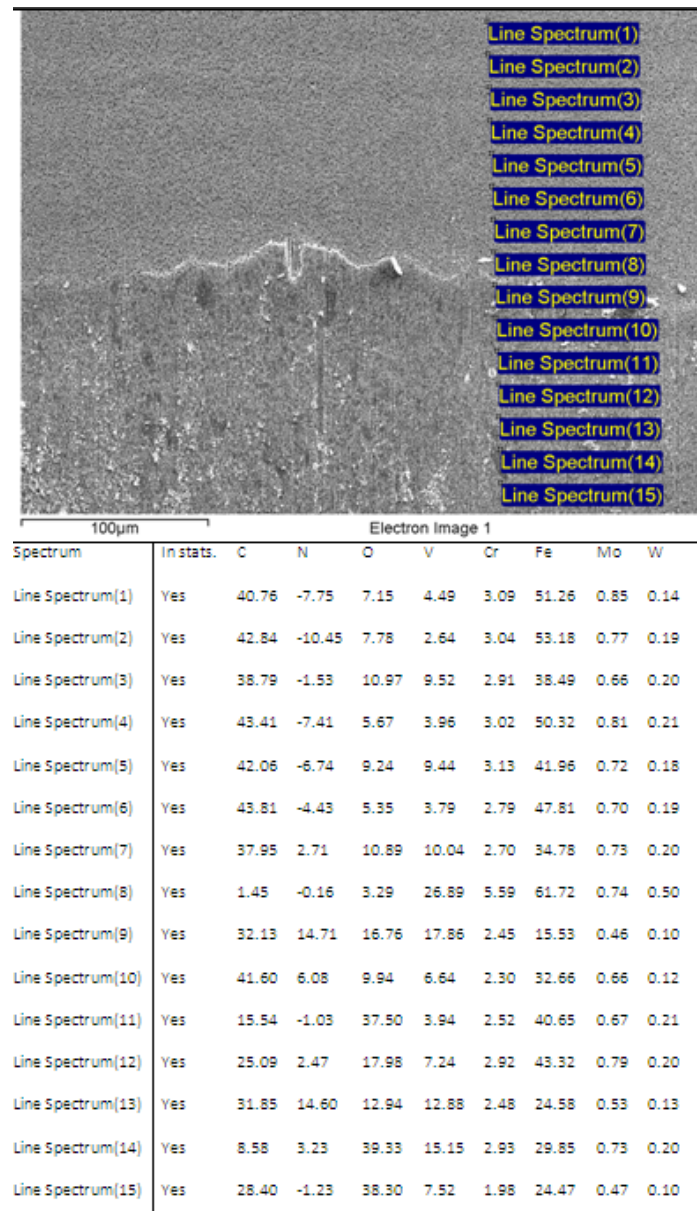 Line Spectrum(1)
Line Spectrum(2)
Line Spectrum(3)
Line Spectrum(4)
Line Spectrum(5)
Line Spectrum(6)
Line Spectrum(7)
Line Spectrum(8)
Line Spectrum(9)
Line Spectrum(10)
Line Spectrum(11)
Line Spectrum(12)
Line Spectrum(13)
Line Spectrum(14)
Line Spectrum(15)
100µm Electron Image 1
Spectrum In stats. C N O V Cr Fe Mo W
Line Spectrum(1) Yes 40.76 -7.75 7.15 4.49 3.09 51.26 0.85 0.14
Line Spectrum(2) Yes 42.84 -10.45 7.78 2.64 3.04 53.18 0.77 0.19
Line Spectrum(3) Yes 38.79 -1.53 10.97 9.52 2.91 38.49 0.66 0.20
Line Spectrum(4) Yes 43.41 -7.41 5.67 3.96 3.02 50.32 0.81 0.21
Line Spectrum(5) Yes 42.06 -6.74 9.24 9.44 3.13 41.96 0.72 0.18
Line Spectrum(6) Yes 43.81 -4.43 5.35 3.79 2.79 47.81 0.70 0.19
Line Spectrum(7) Yes 37.95 2.71 10.89 10.04 2.70 34.78 0.73 0.20
Line Spectrum(8) Yes 1.45 -0.16 3.29 26.89 5.59 61.72 0.74 0.50
Line Spectrum(9) Yes 32.13 14.71 16.76 17.86 2.45 15.53 0.46 0.10
Line Spectrum(10) Yes 41.60 6.08 9.94 6.64 2.30 32.66 0.66 0.12
Line Spectrum(11) Yes 15.54 -1.03 37.50 3.94 2.52 40.65 0.67 0.21
Line Spectrum(12) Yes 25.09 2.47 17.98 7.24 2.92 43.32 0.79 0.20
Line Spectrum(13) Yes 31.85 14.60 12.94 12.88 2.48 24.58 0.53 0.13
Line Spectrum(14) Yes 8.58 3.23 39.33 15.15 2.93 29.85 0.73 0.20
Line Spectrum(15) Yes 28.40 -1.23 38.30 7.52 1.98 24.47 0.47 0.10